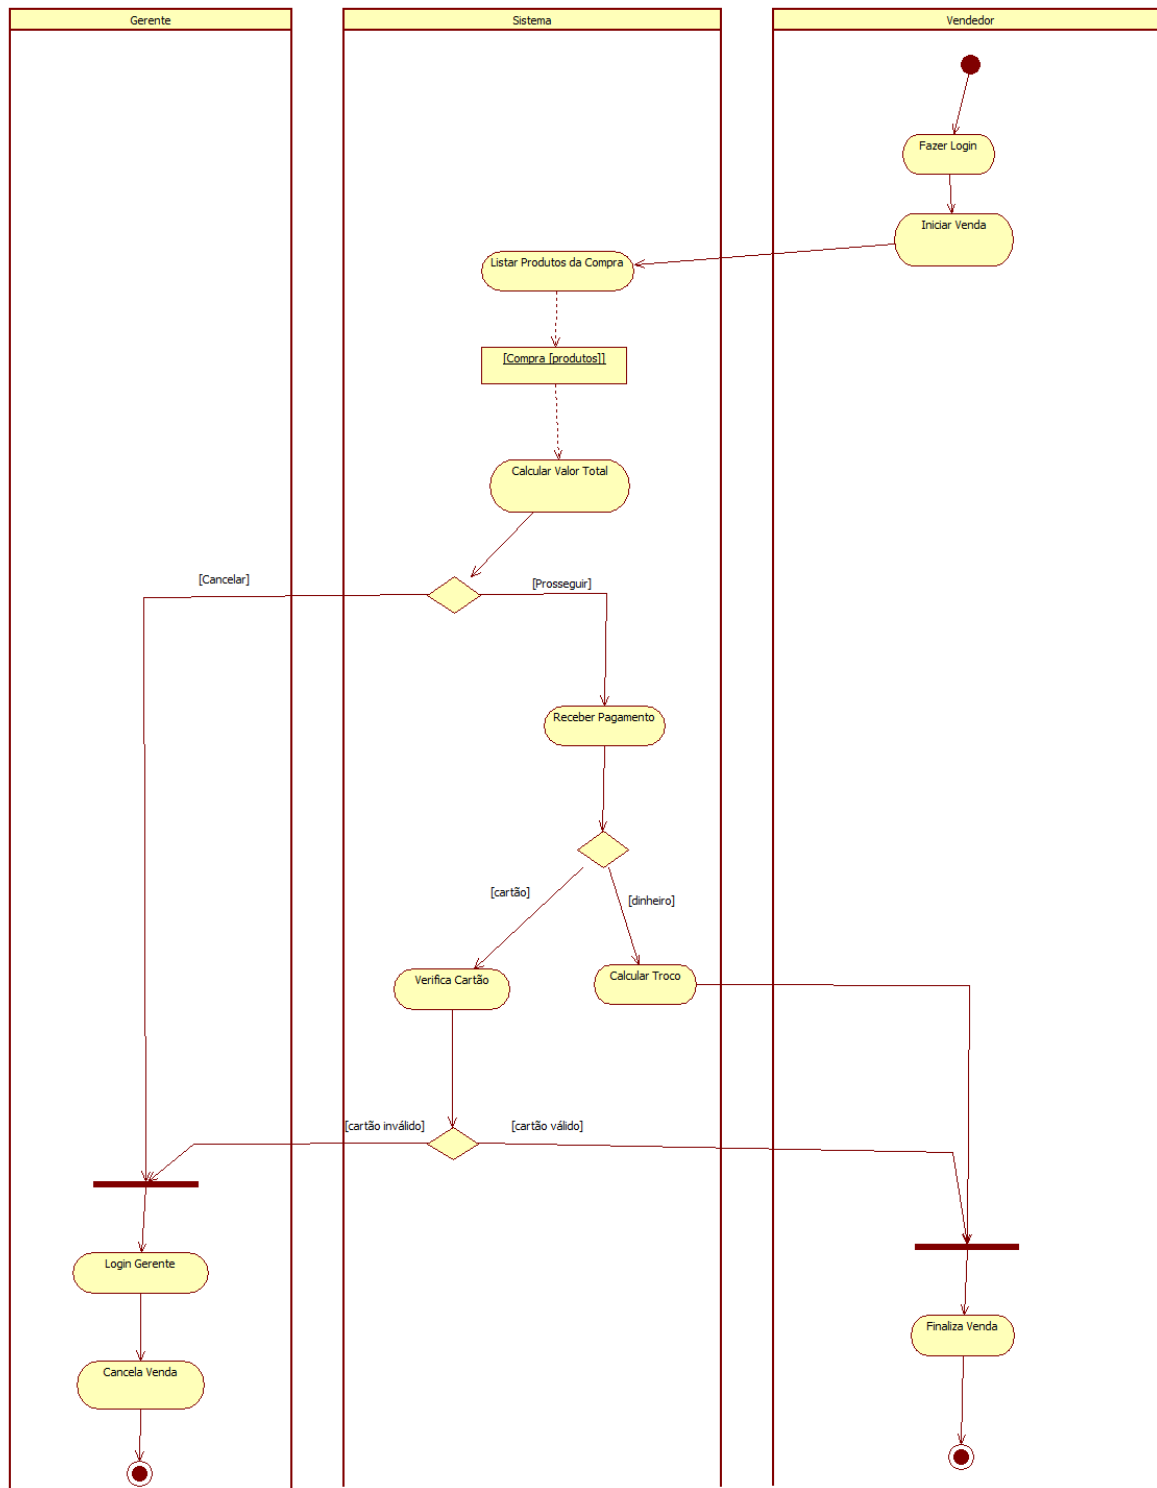 Gerente
Sistema
Vendedor
Fazer Login
Iniciar Venda
Listar Produtos da Compra
[Compra [produtos]]
Calcular Valor Total
[Cancelar]
[Prosseguir]
Receber Pagamento
[cartão]
[dinheiro]
Verifica Cartão
Calcular Troco
[cartão inválido]
[cartão válido]
Login Gerente
Finaliza Venda
Cancela Venda